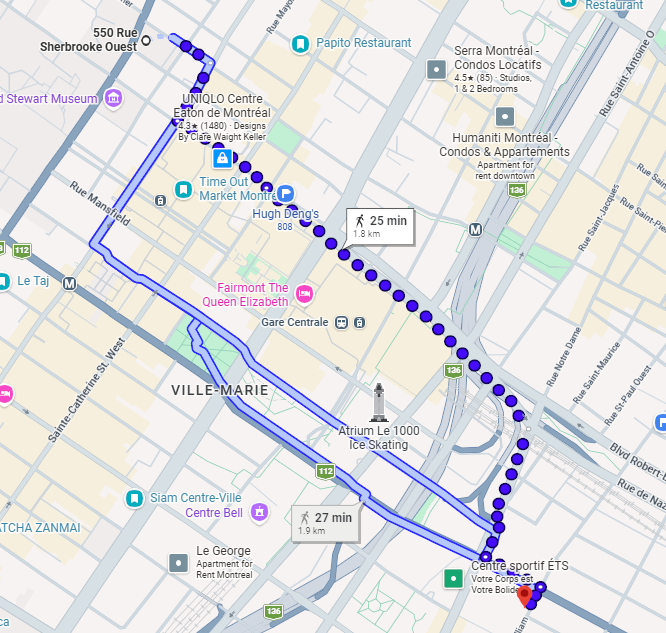 550 Rue
Sherbrooke Ouest
Rue Mayo
Restaurant
Papito Restaurant
Serra Montréal -
Condos Locatifs
4.5★ (85) · Studios,
1 & 2 Bedrooms
Rue Saint-Antoine O
d Stewart Museum
UNIQLO Centre
Eaton de Montréal
4.3★ (1480) · Designs
By Clare Waight Keller
Humaniti Montréal -
Condos & Appartements
Apartment for
rent downtown
136
Time Out
Market Montré
Rue Mansfield
Hugh Deng's
808
25 min
1.8 km
M
Rue Saint-Jacques
Rue Saint-Pie
112
Le Taj
M
Fairmont The
Queen Elizabeth
Gare Centrale
Rue Notre Dame
Rue Saint-Maurice
Rue St-Paul Ouest
136
Sainte-Catherine St. West
VILLE-MARIE
Atrium Le 1000
Ice Skating
Blvd Robert-B
112
Rue de Naz
Siam Centre-Ville
Centre Bell
27 min
1.9 km
ATCHA ZANMAI
Le George
Apartment for
Rent Montreal
Centre sportif ÉTS
Votre Corps est
Votre Bolide
136
lliam
ca